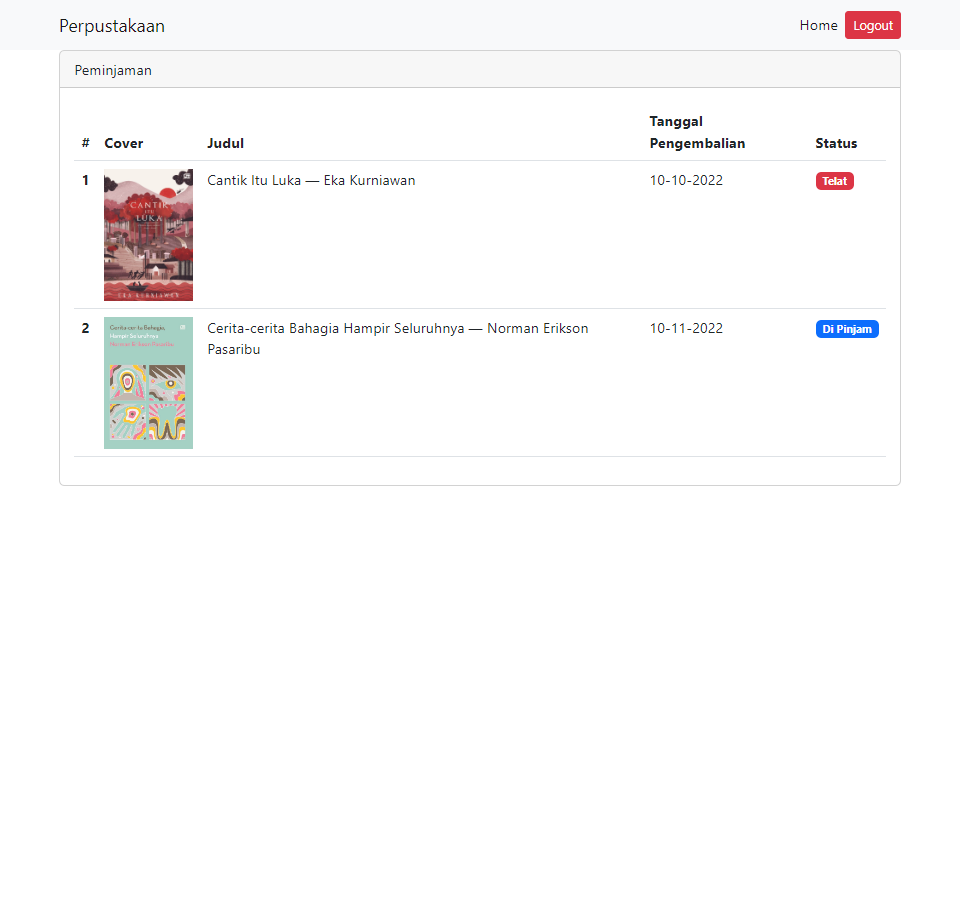 Perpustakaan Home Logout
Peminjaman
# Cover Judul Tanggal Pengembalian Status
1 Cantik Itu Luka — Eka Kurniawan 10-10-2022 Telat
CANTIK
ITU
LUKA
EKA KURNIAWAN
2 Cerita-cerita Bahagia Hampir Seluruhnya — Norman Erikson 10-11-2022 Di Pinjam
Pasaribu
Cerita-cerita Bahagia,
Hampir Seluruhnya
Norman Erikson Pasaribu